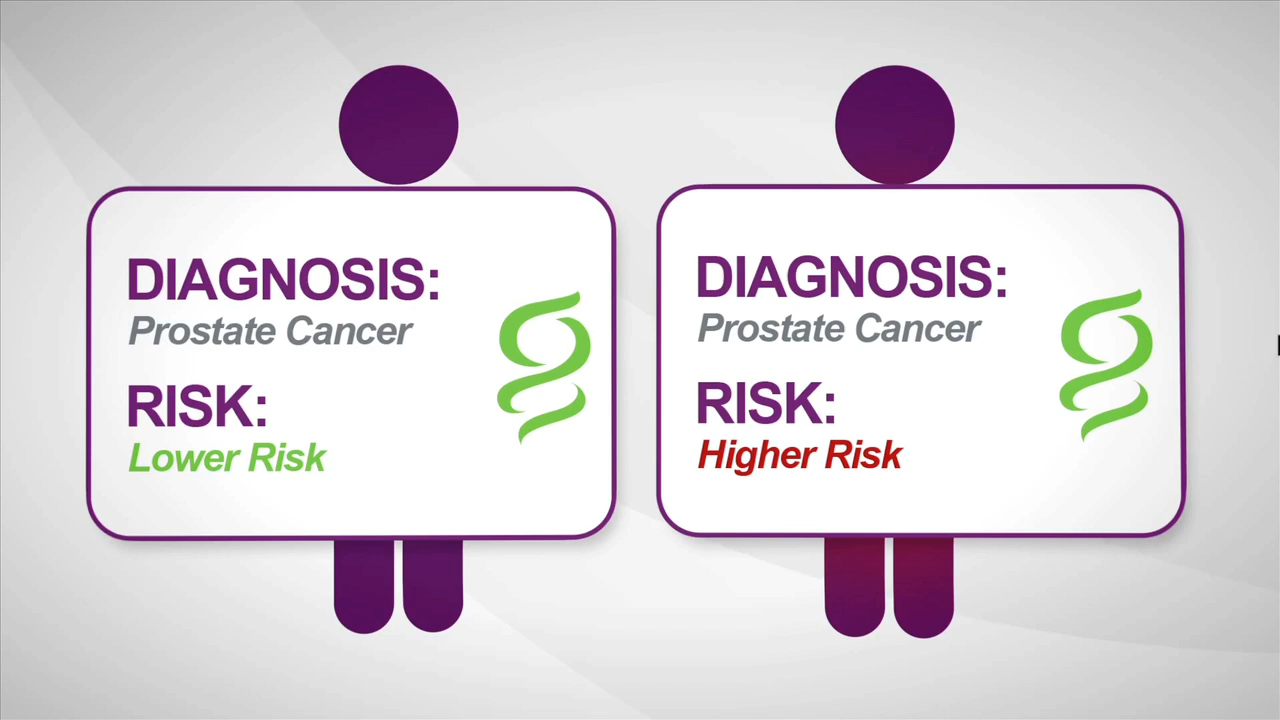 DIAGNOSIS:
Prostate Cancer
RISK:
Lower Risk
DIAGNOSIS:
Prostate Cancer
RISK:
Higher Risk